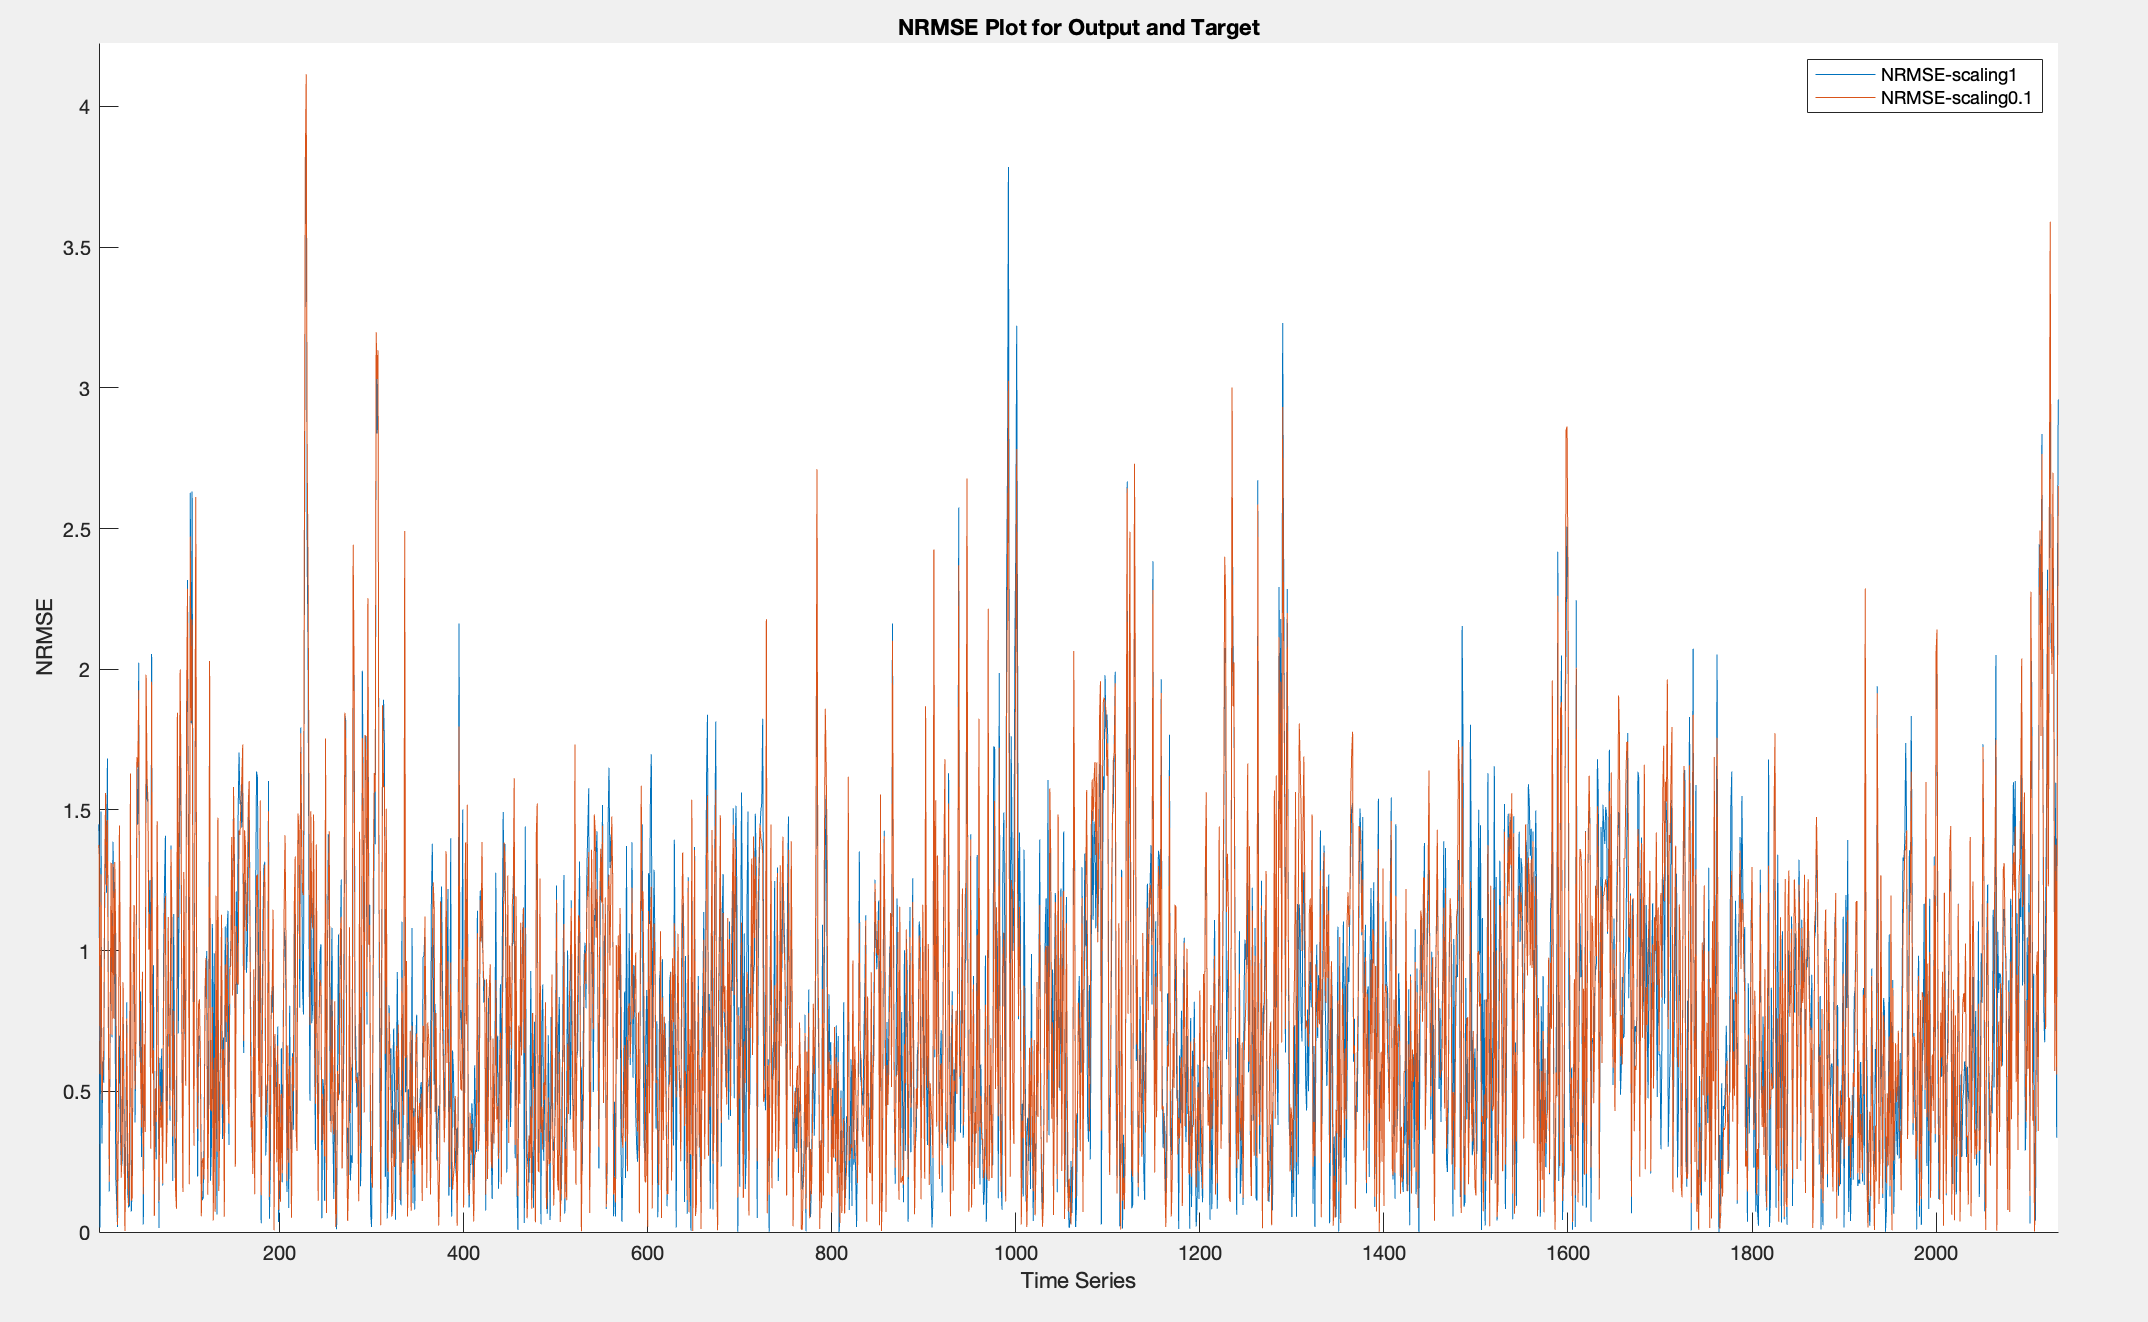 NRMSE Plot for Output and Target
NRMSE-scaling1
NRMSE-scaling0.1
4
3.5
3
2.5
2
1.5
1
0.5
0
NRMSE
200 400 600 800 1000 1200 1400 1600 1800 2000
Time Series